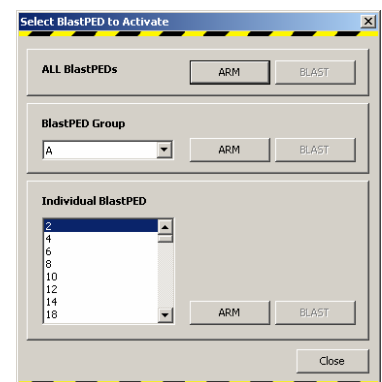 Select BlastPED to Activate
ALL BlastPEDs ARM BLAST
BlastPED Group
A ARM BLAST
Individual BlastPED
2
4
6
8
10
12
14
18
ARM BLAST
Close